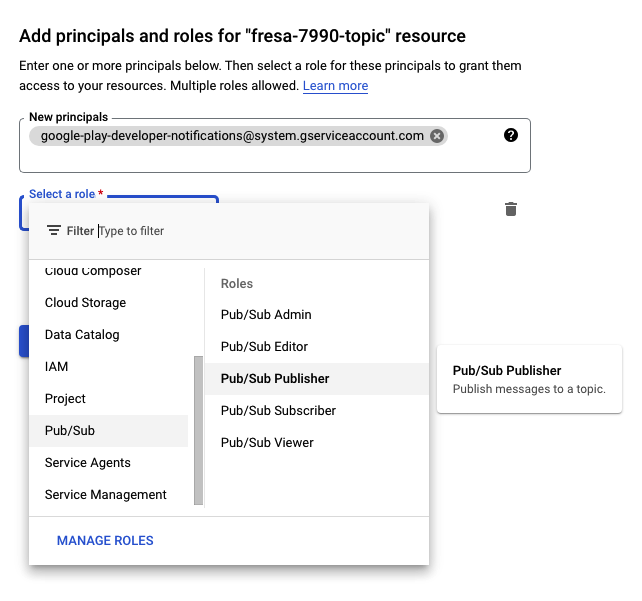 Add principals and roles for "fresa-7990-topic" resource
Enter one or more principals below. Then select a role for these principals to grant them
access to your resources. Multiple roles allowed. Learn more
New principals
google-play-developer-notifications@system.gserviceaccount.com
Select a role *
Filter Type to filter
Cloud Composer
Cloud Storage
Data Catalog
IAM
Project
Pub/Sub
Service Agents
Service Management
Roles
Pub/Sub Admin
Pub/Sub Editor
Pub/Sub Publisher
Pub/Sub Subscriber
Pub/Sub Viewer
Pub/Sub Publisher
Publish messages to a topic.
MANAGE ROLES